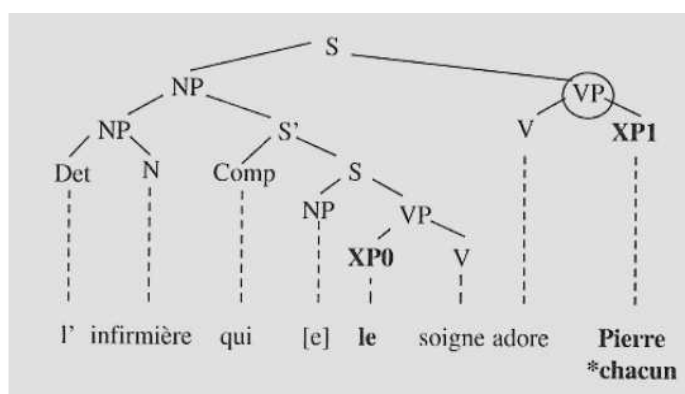 S
NP VP
NP S' V XP1
Det N Comp S
NP VP
XP0 V
l' infirmière qui [e] le soigne adore Pierre
*chacun